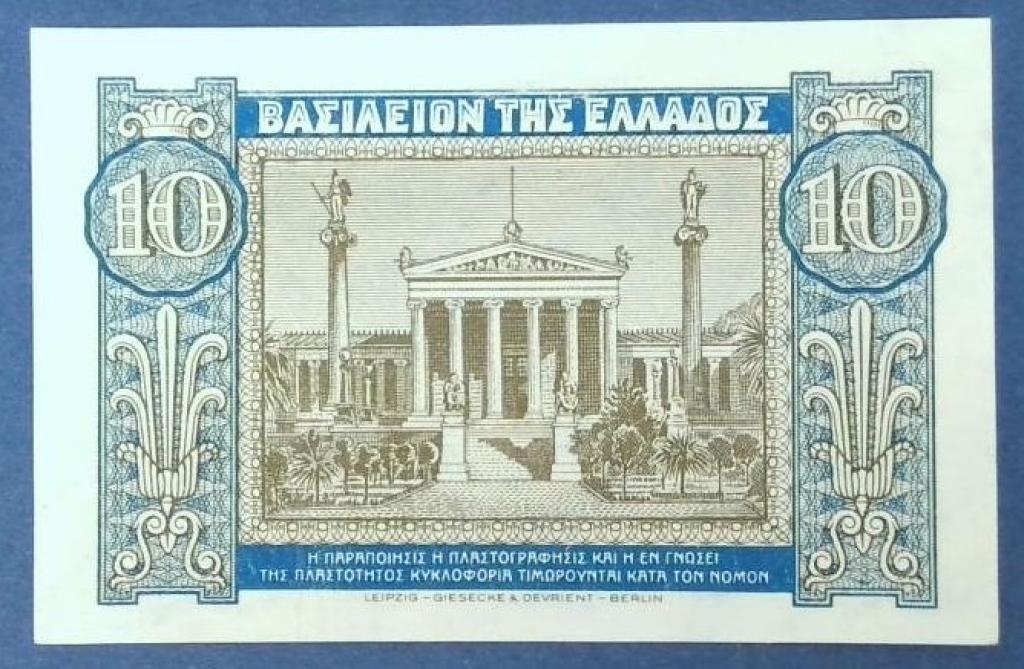 ΒΑΣΙΛΕΙΟΝ ΤΗΣ ΕΛΛΑΔΟΣ
10 10
Η ΠΑΡΑΠΟΙΗΣΙΣ Η ΠΛΑΣΤΟΓΡΑΦΗΣΙΣ ΚΑΙ Η ΕΝ ΓΝΩΣΕΙ
ΤΗΣ ΠΛΑΣΤΟΤΗΤΟΣ ΚΥΚΛΟΦΟΡΙΑ ΤΙΜΩΡΟΥΝΤΑΙ ΚΑΤΑ ΤΟΝ ΝΟΜΟΝ
LEIPZIG – GIESECKE & DEVRIENT – BERLIN